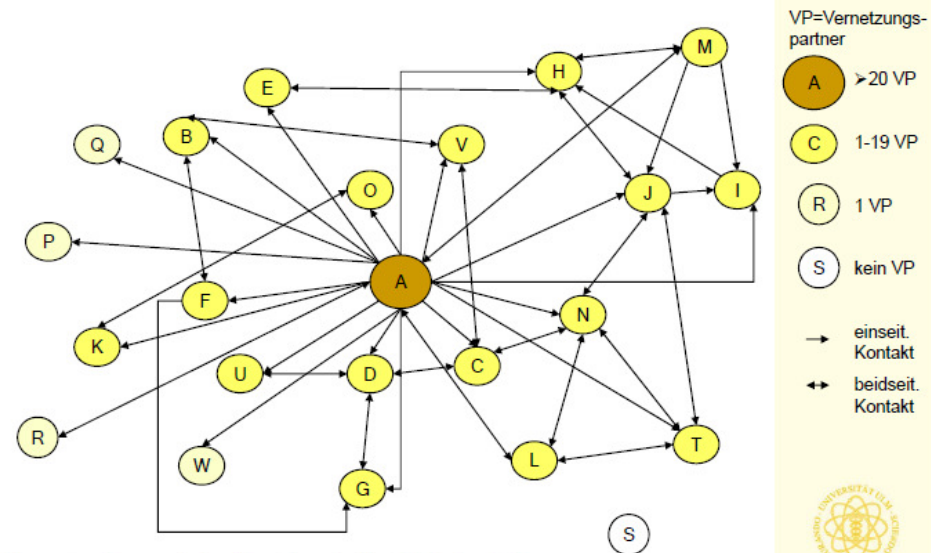 M
H
E
Q
B
V
O
J
I
P
A
F
N
K
U
D
C
R
W
L
T
G
S
VP=Vernetzungs-
partner
A >20 VP
C 1-19 VP
R 1 VP
S kein VP
einseit.
Kontakt
beidseit.
Kontakt